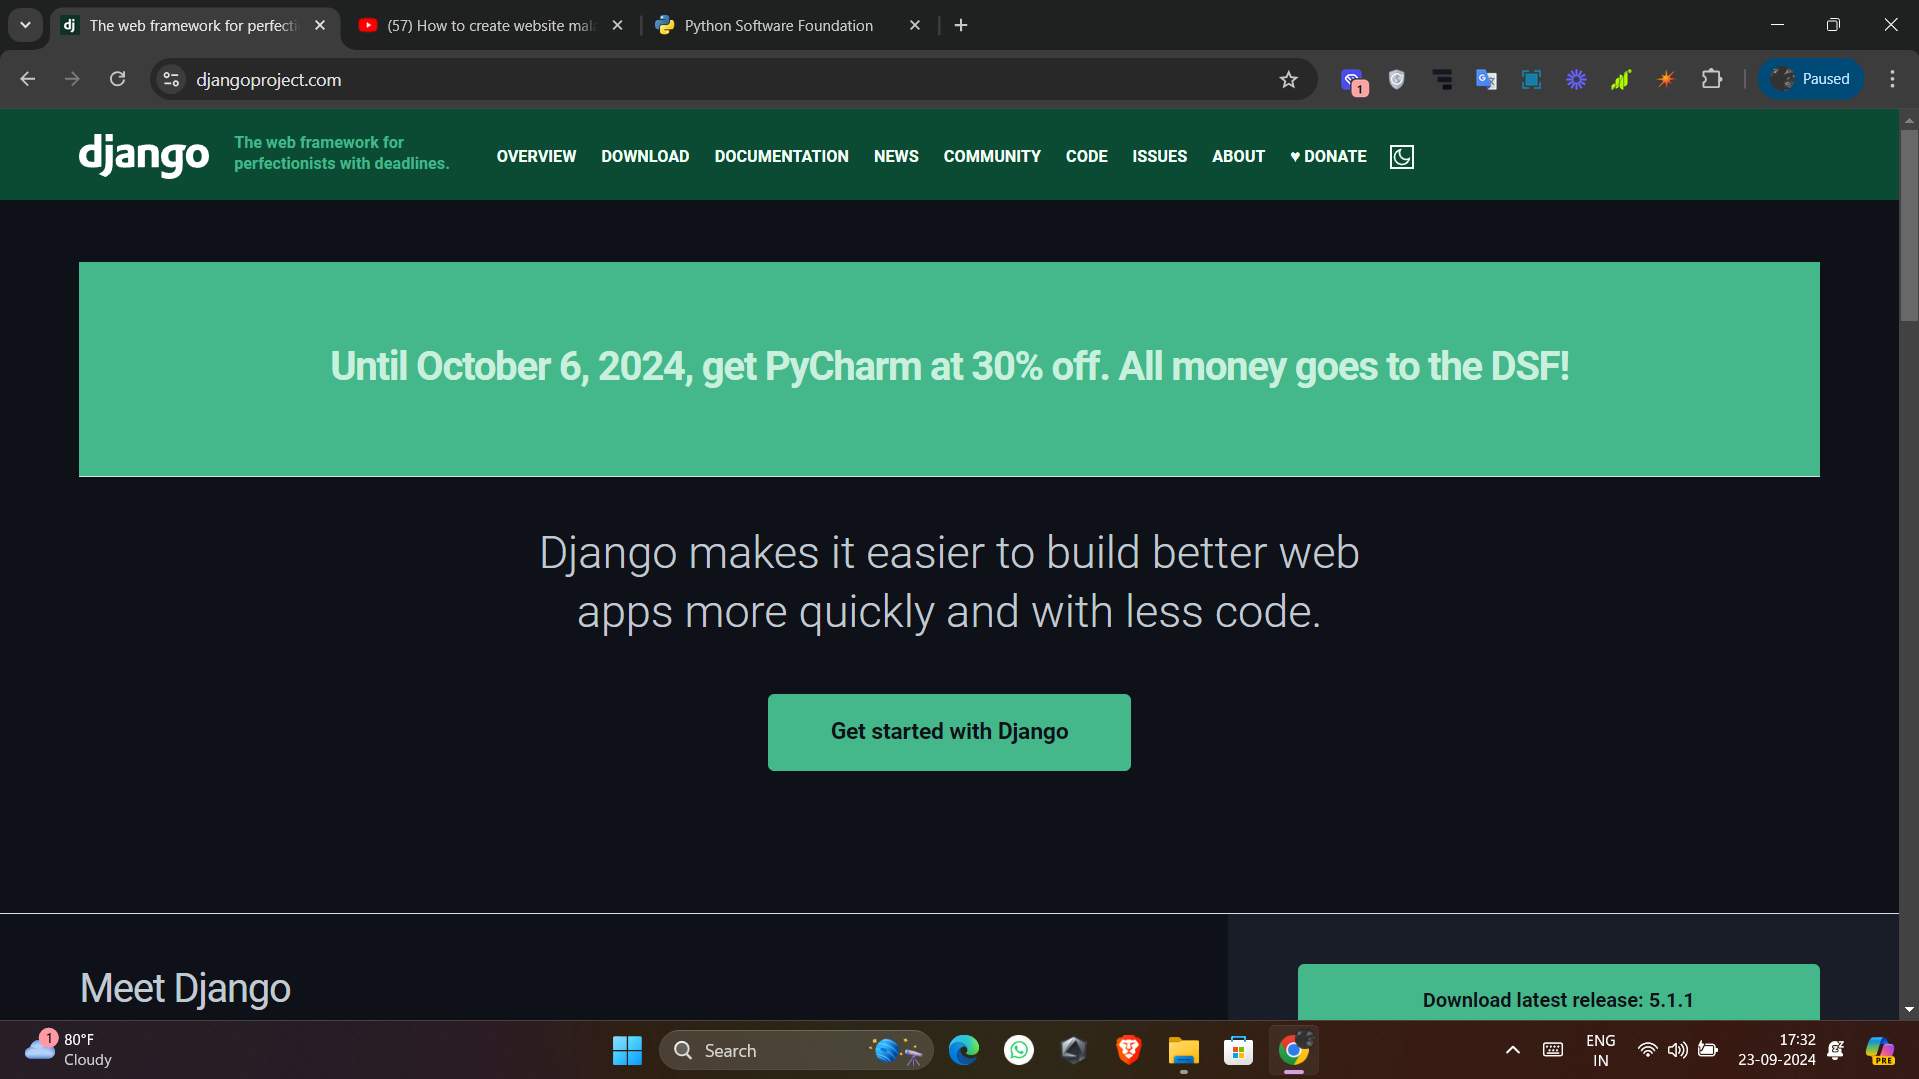 The web framework for perfecti
(57) How to create website mala
Python Software Foundation
djangoproject.com
1
Paused
django
The web framework for
perfectionists with deadlines.
OVERVIEW DOWNLOAD DOCUMENTATION NEWS COMMUNITY CODE ISSUES ABOUT ♥ DONATE
Until October 6, 2024, get PyCharm at 30% off. All money goes to the DSF!
Django makes it easier to build better web
apps more quickly and with less code.
Get started with Django
Meet Django
Download latest release: 5.1.1
1
80°F
Cloudy
Search
ENG
IN
17:32
23-09-2024
PRE